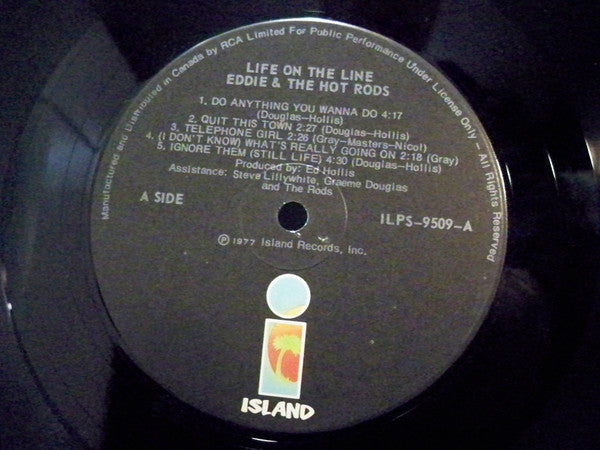 Manufactured and Distributed in Canada by RCA Limited For Public Performance Under License Only – All Rights Reserved
LIFE ON THE LINE
EDDIE & THE HOT RODS
1. DO ANYTHING YOU WANNA DO 4:17
(Douglas–Hollis)
2. QUIT THIS TOWN 2:27 (Douglas–Hollis)
3. TELEPHONE GIRL 2:26 (Gray–Masters–Nicol)
4. (I DON'T KNOW) WHAT'S REALLY GOING ON 2:18 (Gray)
5. IGNORE THEM (STILL LIFE) 4:30 (Douglas–Hollis)
Produced by: Ed Hollis
Assistance: Steve Lillywhite, Graeme Douglas
and The Rods
A SIDE
ILPS–9509–A
Ⓟ 1977 Island Records, Inc.
ISLAND